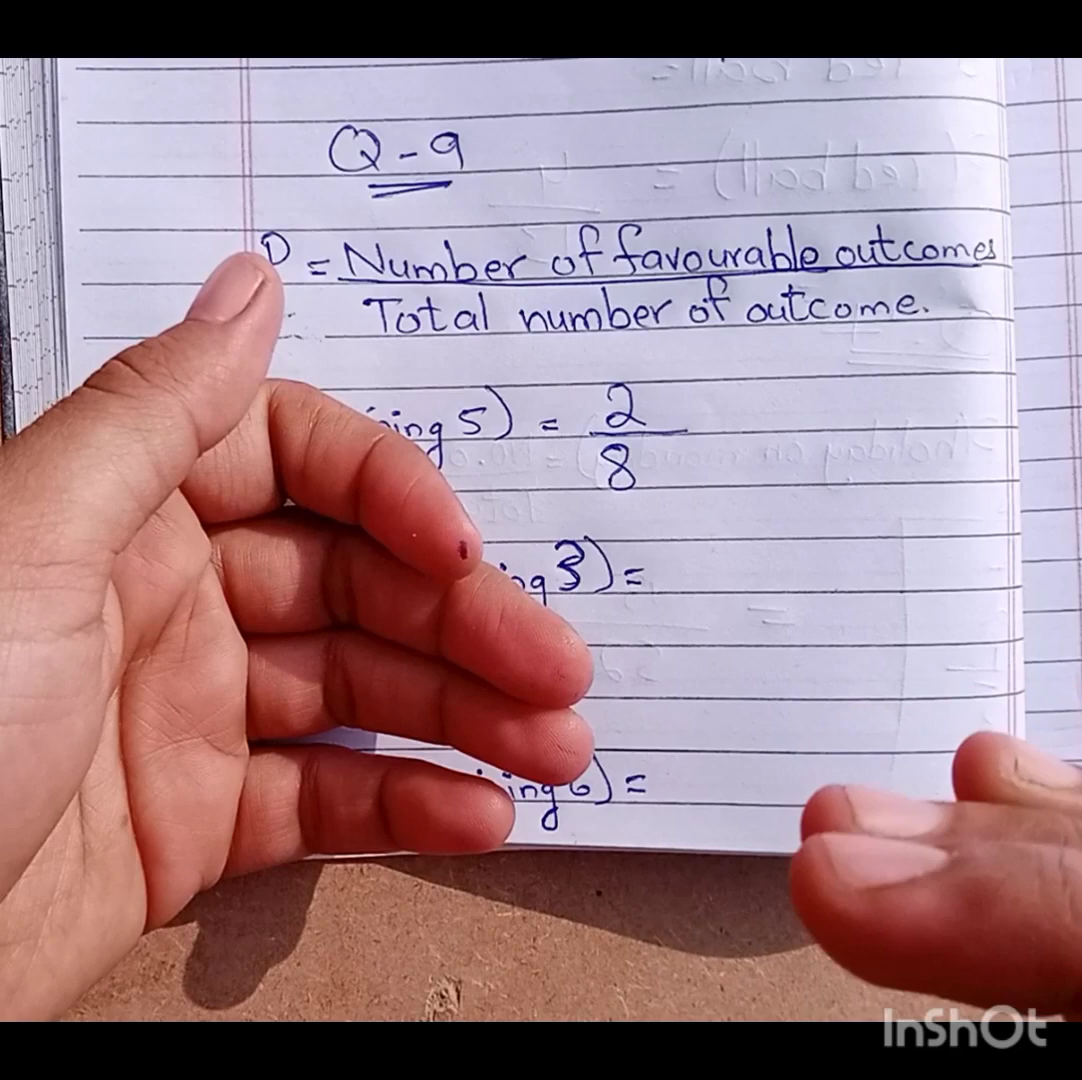 Q-9
P = Number of favourable outcomes
Total number of outcome.
ing 5) = 2
8
ing 3) =
ing 6) =
InShOt